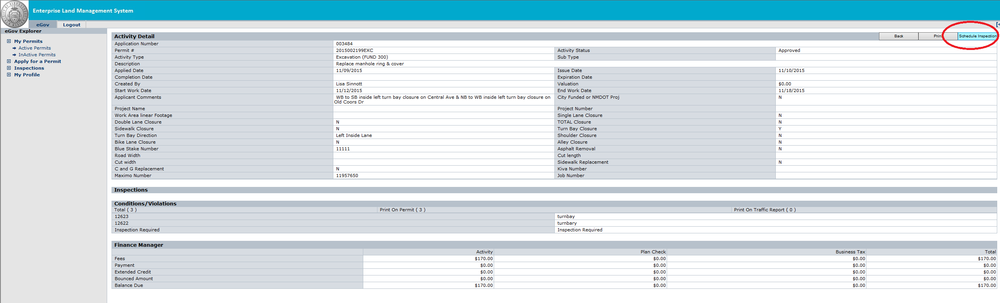 Enterprise Land Management System
eGov Logout
eGov Explorer
My Permits
Active Permits
InActive Permits
Apply for a Permit
Inspections
My Profile
Activity Detail Back Schedule Inspection
Application Number 003484
Permit # 2015002199EXC Activity Status Approved
Activity Type Excavation (FUND 300) Sub Type
Description Replace manhole ring & cover
Applied Date 11/09/2015 Issue Date 11/10/2015
Completion Date Expiration Date
Created By Lisa Sinnott Valuation $0.00
Start Work Date 11/12/2015 End Work Date 11/18/2015
Applicant Comments WB to SB inside left turn bay closure on Central Ave & NB to WB inside left turn bay closure on City Funded or NMDOT Proj N
Old Coors Dr
Project Name Project Number
Work Area linear Footage Single Lane Closure N
Double Lane Closure N TOTAL Closure N
Sidewalk Closure N Turn Bay Closure Y
Turn Bay Direction Left Inside Lane Shoulder Closure N
Bike Lane Closure N Alley Closure N
Blue Stake Number 11111 Asphalt Removal N
Road Width Cut length
Cut width Sidewalk Replacement N
C and G Replacement N Kiva Number
Maximo Number 11957650 Job Number
Inspections
Conditions/Violations
Total ( 3 ) Print On Permit ( 3 ) Print On Traffic Report ( 0 )
12623 turnbay
12622 turnbary
Inspection Required Inspection Required
Finance Manager
Activity Plan Check Business Tax Total
Fees $170.00 $0.00 $0.00 $170.00
Payment $0.00 $0.00 $0.00 $0.00
Extended Credit $0.00 $0.00 $0.00 $0.00
Bounced Amount $0.00 $0.00 $0.00 $0.00
Balance Due $170.00 $0.00 $0.00 $170.00